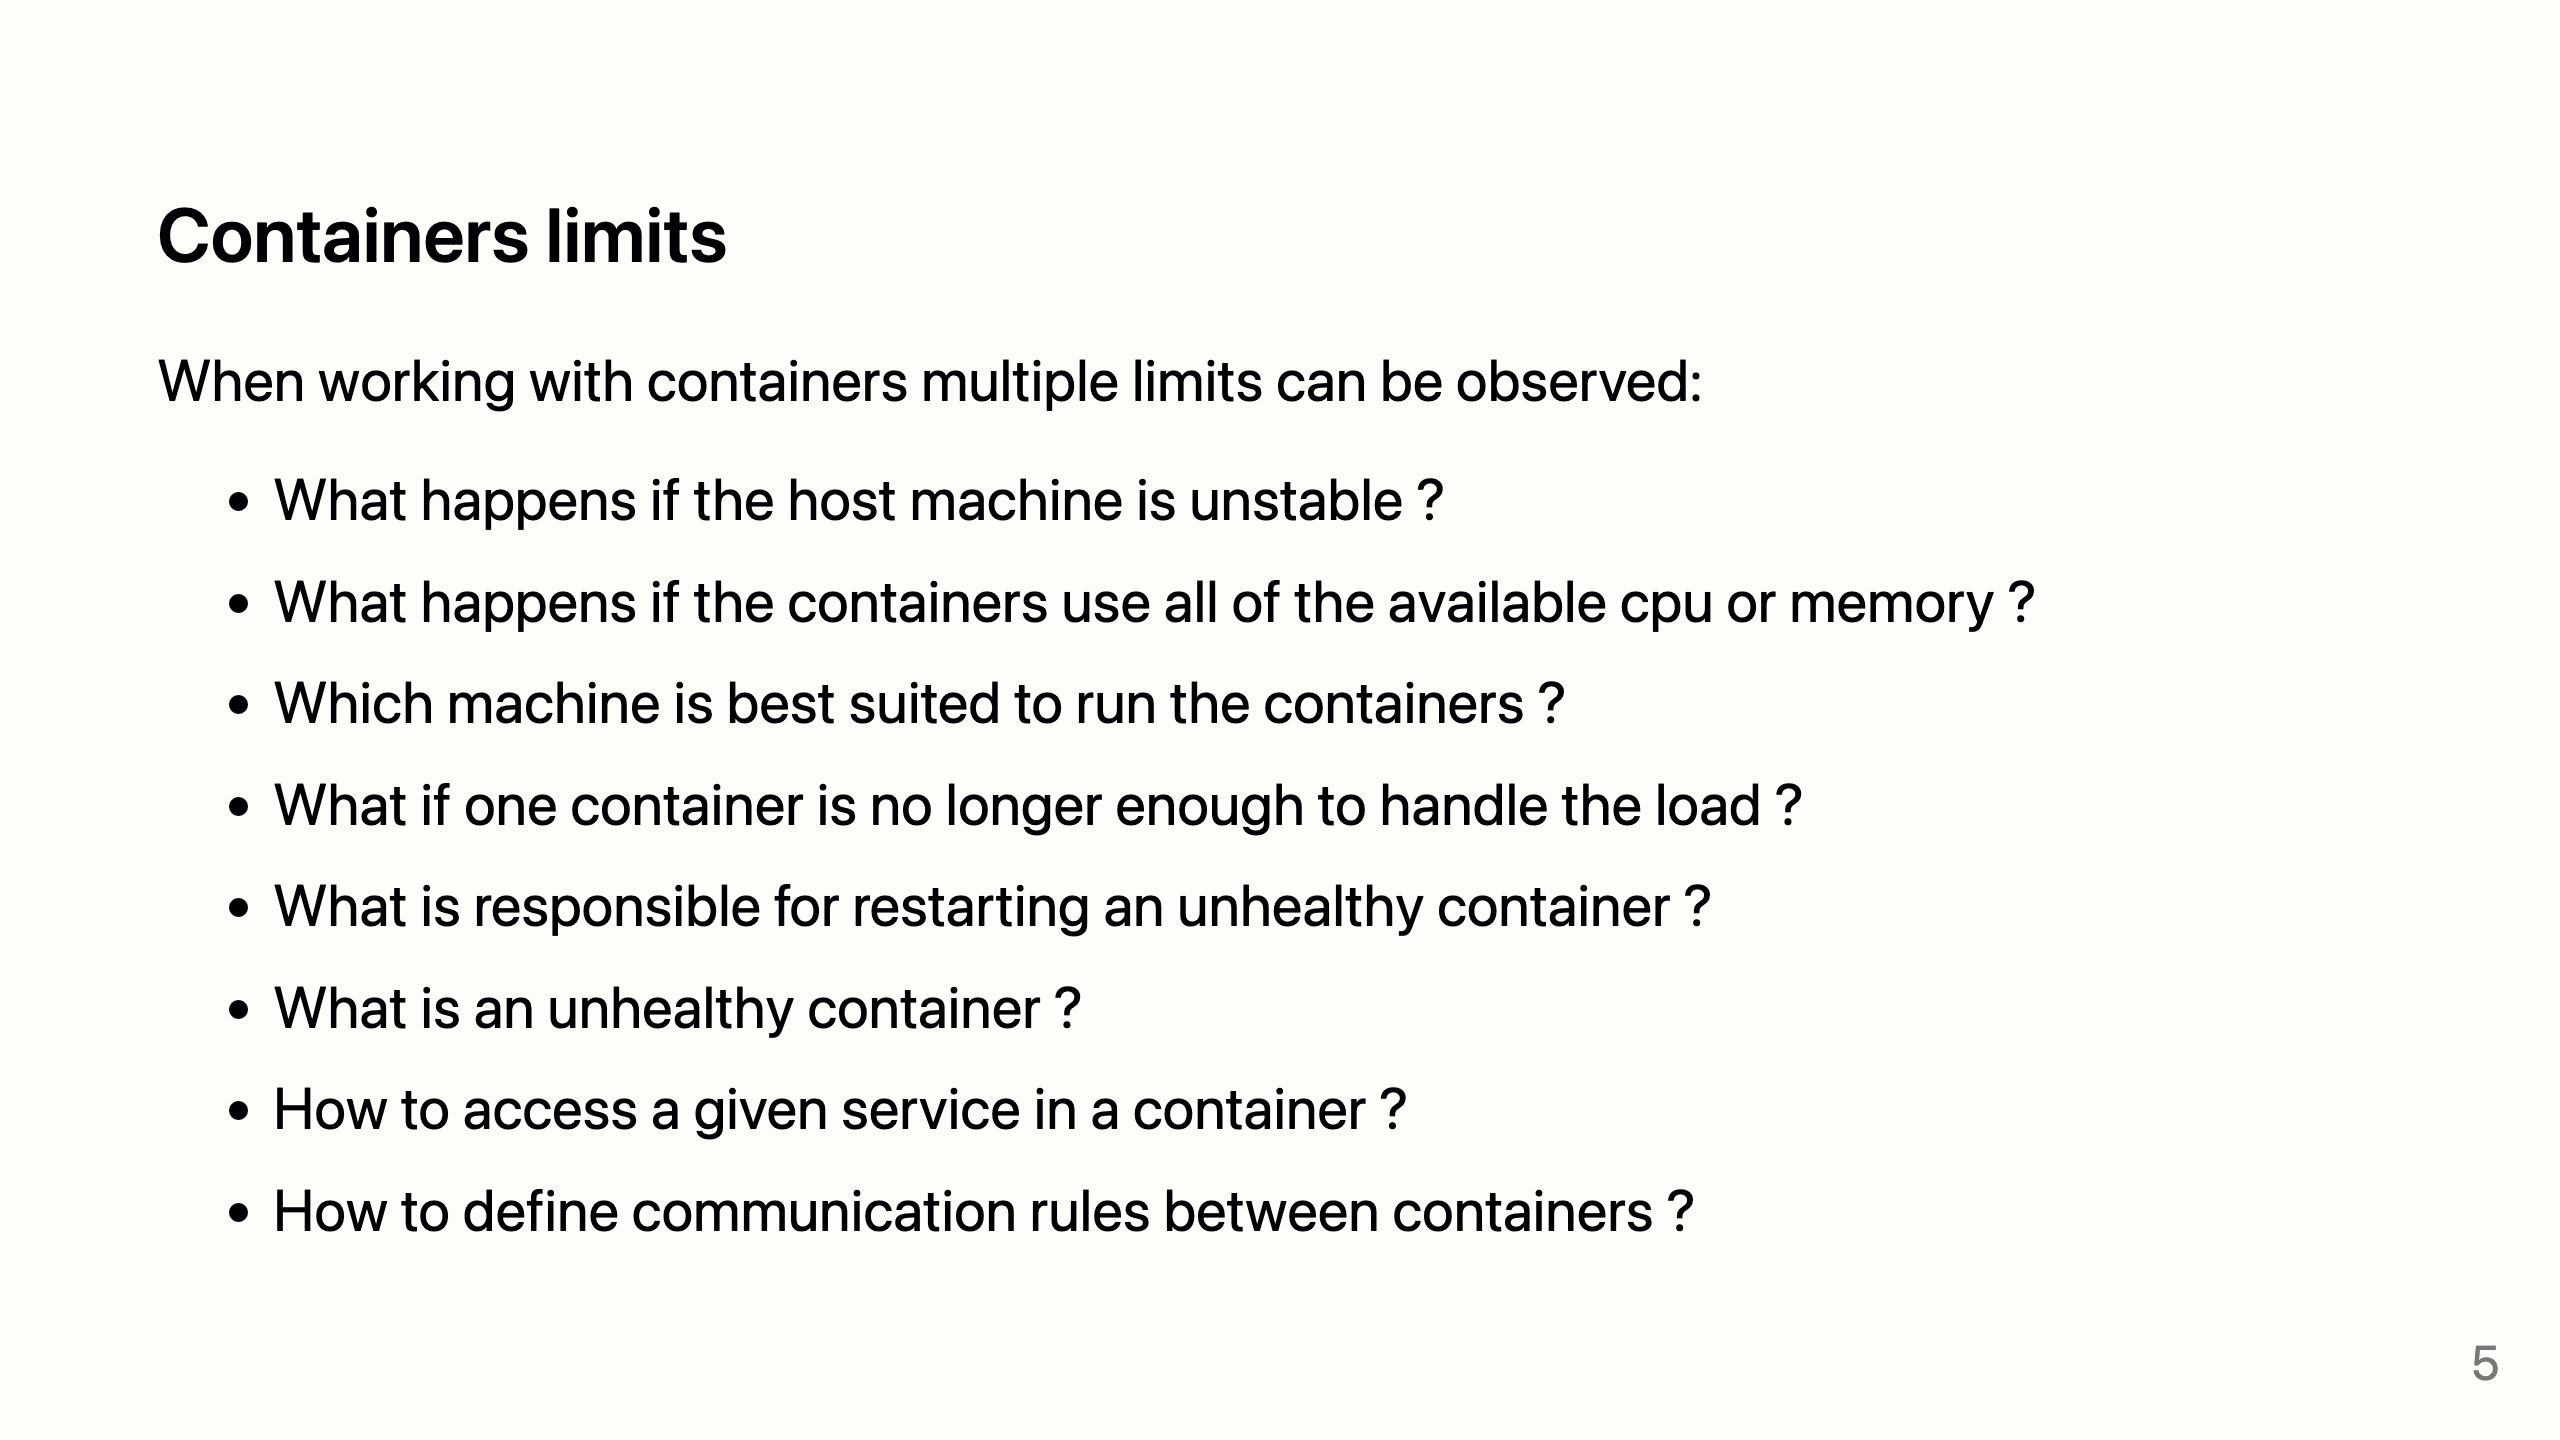 Containers limits
When working with containers multiple limits can be observed:
• What happens if the host machine is unstable ?
• What happens if the containers use all of the available cpu or memory ?
• Which machine is best suited to run the containers ?
• What if one container is no longer enough to handle the load ?
• What is responsible for restarting an unhealthy container ?
• What is an unhealthy container ?
• How to access a given service in a container ?
• How to define communication rules between containers ?
5